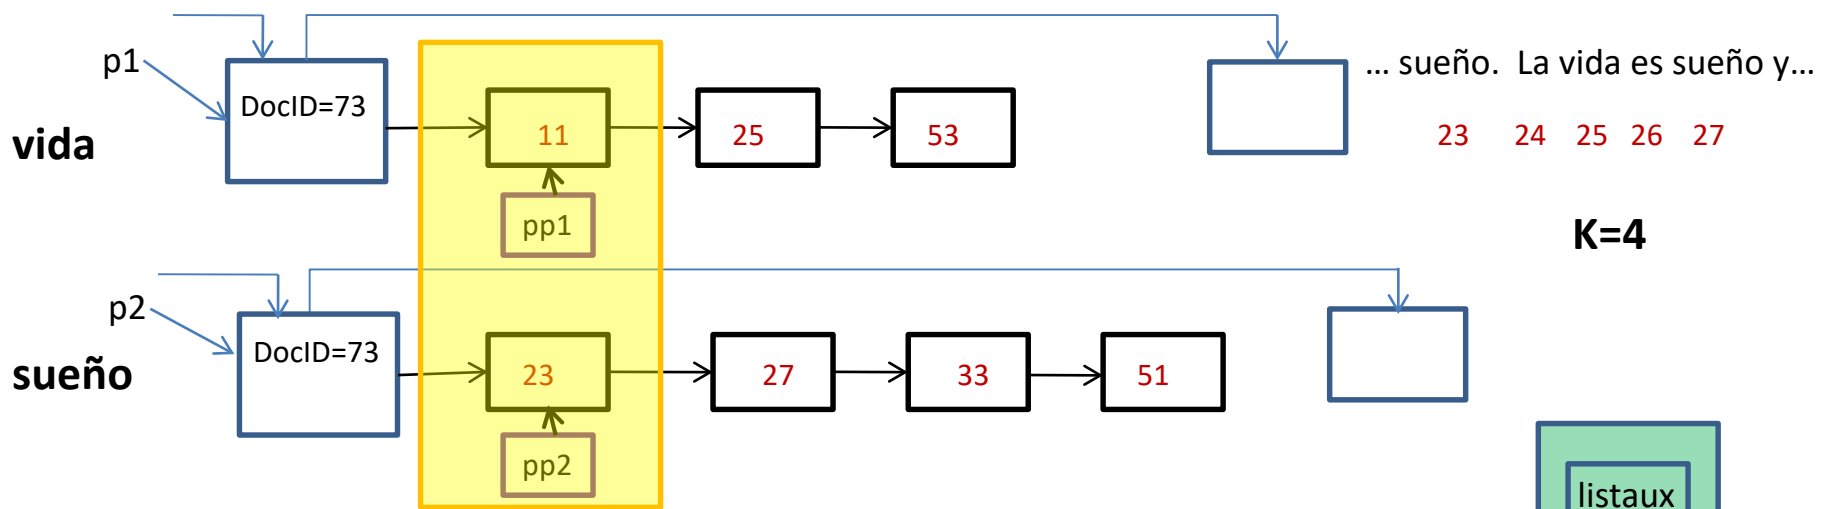 p1
DocID=73
vida
11
25
53
pp1
… sueño. La vida es sueño y…
23 24 25 26 27
K=4
p2
DocID=73
sueño
23
27
33
51
pp2
listaux